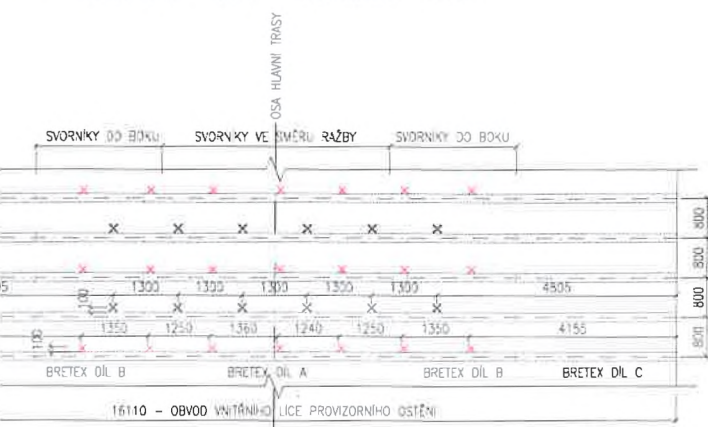 OSA HLAVNÍ TRASY
SVORNÍKY DO BOKU
SVORNÍKY VE SMĚRU RAŽBY
SVORNÍKY DO BOKU
800
800
800
800
1300 1300 1300 1300 1300 4805
100
1350 1250 1360 1240 1250 1350 4155
100
BRETEX DÍL B BRETEX DÍL A BRETEX DÍL B BRETEX DÍL C
16110 - OBVOD VNITŘNÍHO LÍCE PROVIZORNÍHO OSTĚNÍ